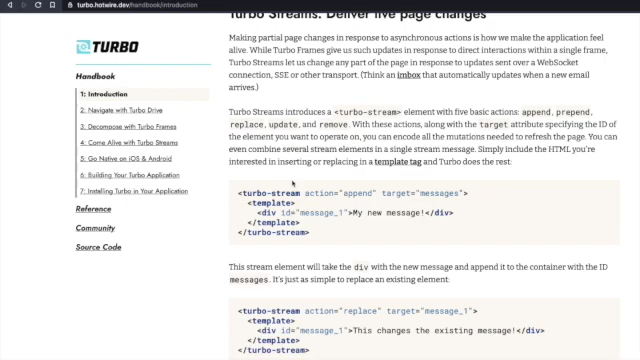 turbo.hotwire.dev/handbook/introduction
Turbo Streams: Deliver live page changes
TURBO
Handbook
1: Introduction
2: Navigate with Turbo Drive
3: Decompose with Turbo Frames
4: Come Alive with Turbo Streams
5: Go Native on iOS & Android
6: Building Your Turbo Application
7: Installing Turbo in Your Application
Reference
Community
Source Code
Making partial page changes in response to asynchronous actions is how we make the application feel
alive. While Turbo Frames give us such updates in response to direct interactions within a single frame,
Turbo Streams let us change any part of the page in response to updates sent over a WebSocket
connection, SSE or other transport. (Think an imbox that automatically updates when a new email
arrives.)
Turbo Streams introduces a <turbo-stream> element with five basic actions: append, prepend,
replace, update, and remove. With these actions, along with the target attribute specifying the ID
of the element you want to operate on, you can encode all the mutations needed to refresh the page. You can
even combine several stream elements in a single stream message. Simply include the HTML you're
interested in inserting or replacing in a template tag and Turbo does the rest:
<turbo-stream action="append" target="messages">
<template>
<div id="message_1">My new message!</div>
</template>
</turbo-stream>
This stream element will take the div with the new message and append it to the container with the ID
messages. It's just as simple to replace an existing element:
<turbo-stream action="replace" target="message_1">
<template>
<div id="message_1">This changes the existing message!</div>
</template>
</turbo-stream>